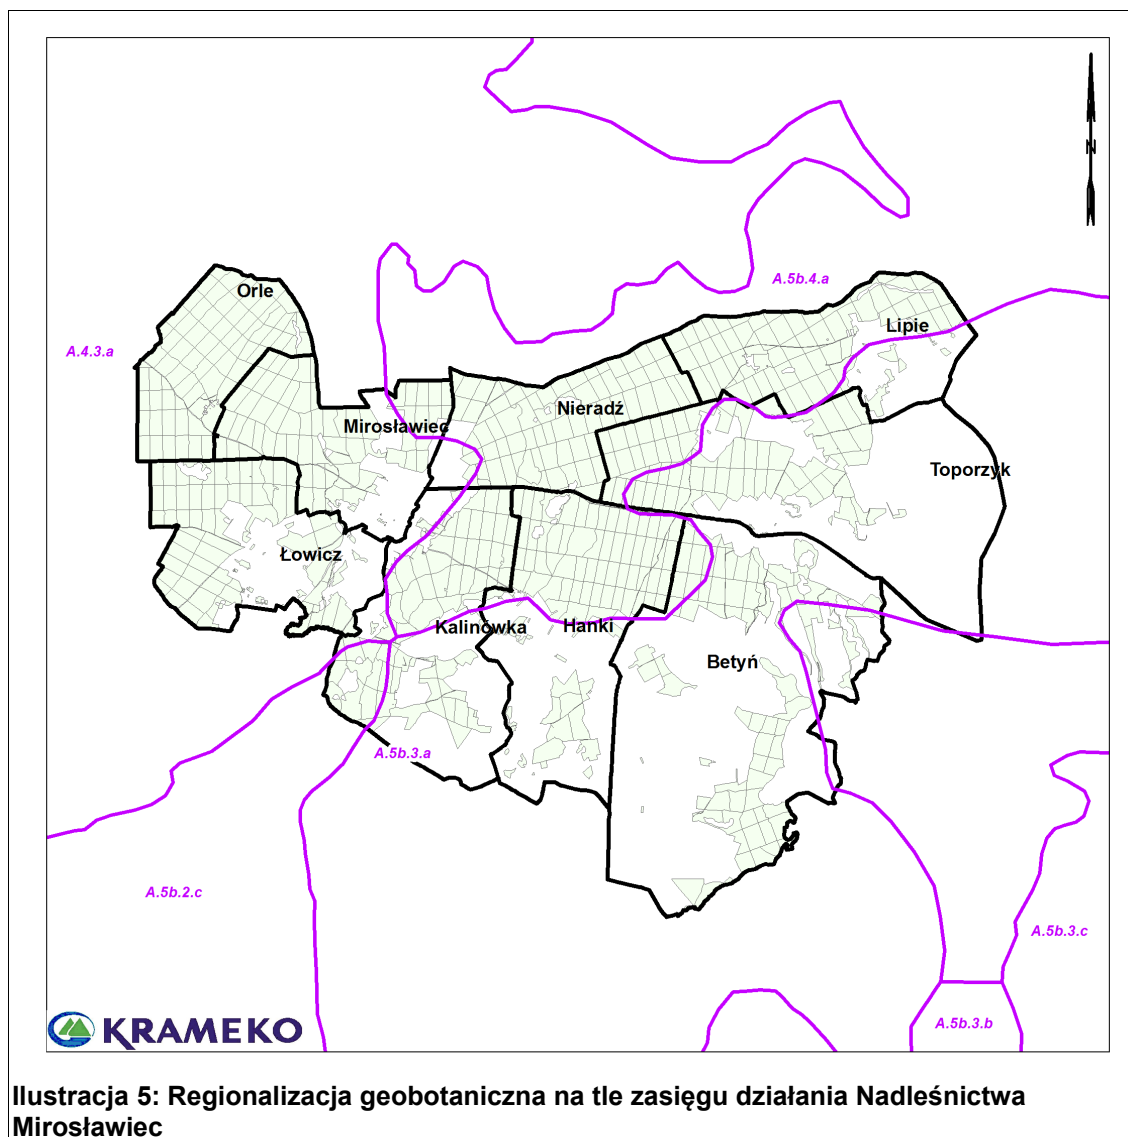 N
A.5b.4.a
Orle
Lipie
A.4.3.a
Nieradź
Mirosławiec
Toporzyk
Łowicz
Kalinówka
Hanki
Betyń
A.5b.3.a
A.5b.2.c
A.5b.3.c
A.5b.3.b
KRAMEKO
Ilustracja 5: Regionalizacja geobotaniczna na tle zasięgu działania Nadleśnictwa
Mirosławiec